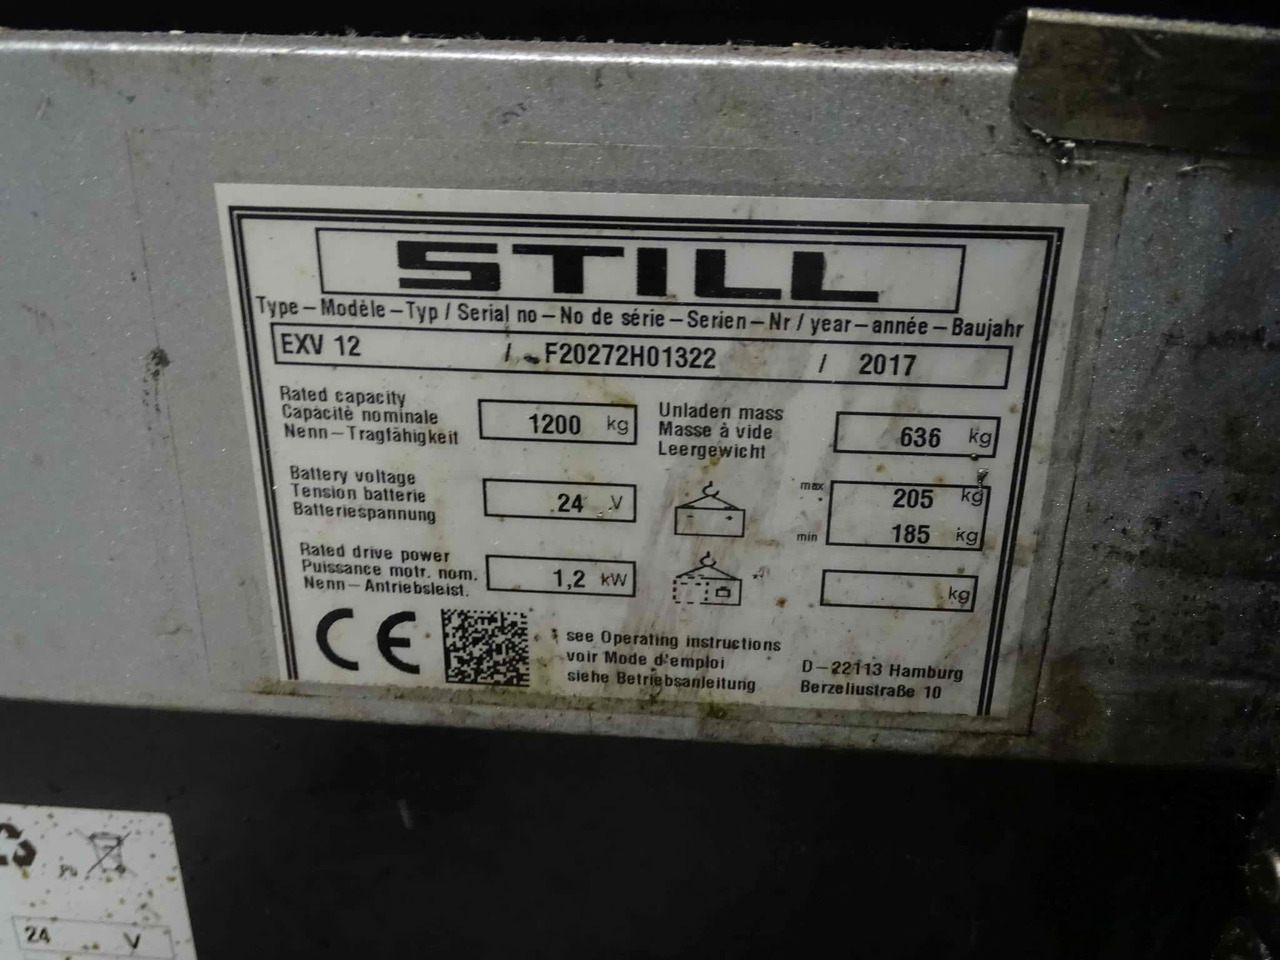 STILL
Type – Modèle – Typ / Serial no – No de série – Serien – Nr / year – année – Baujahr
EXV 12 / F20272H01322 / 2017
Rated capacity
Capacité nominale
Nenn – Tragfähigkeit
1200 kg
Unladen mass
Masse à vide
Leergewicht
636 kg
Battery voltage
Tension batterie
Batteriespannung
24 V
max
205 kg
min
185 kg
Rated drive power
Puissance motr. nom.
Nenn – Antriebsleist.
1,2 kW
kg
CE
see Operating instructions
voir Mode d'emploi
siehe Betriebsanleitung
D – 22113 Hamburg
Berzeliustraße 10
Pb
24 V